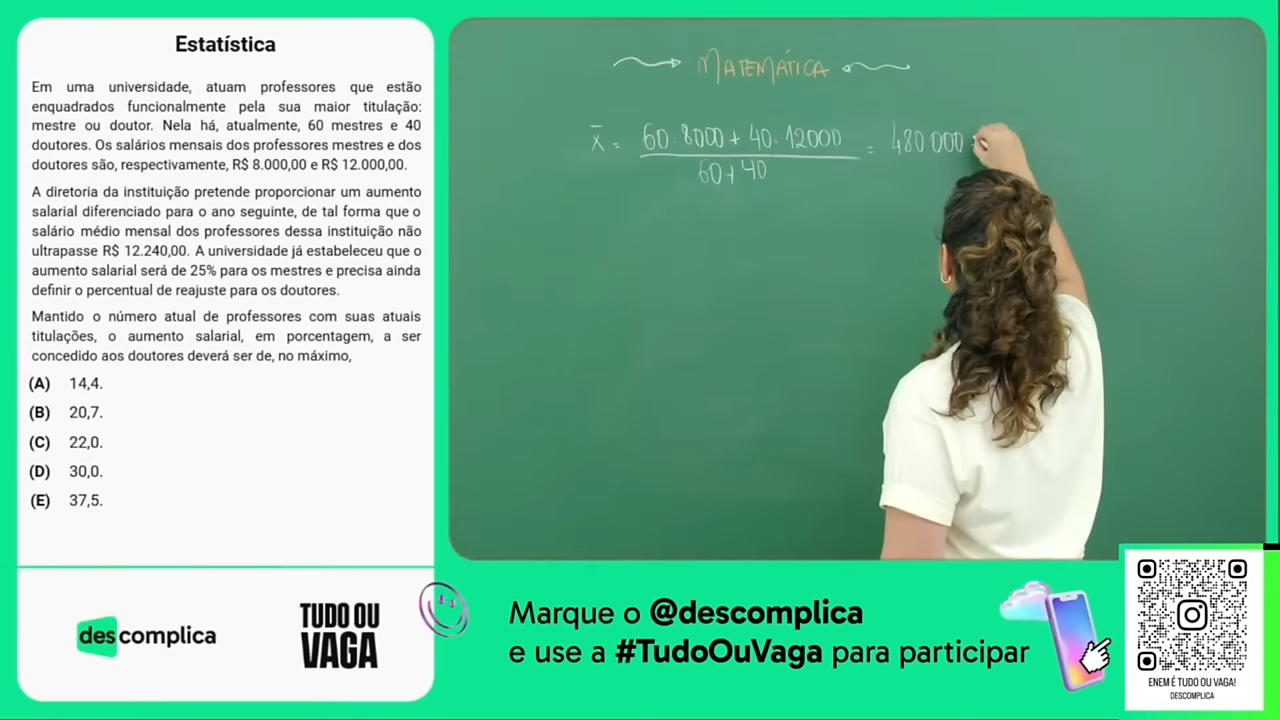 Estatística
Em uma universidade, atuam professores que estão
enquadrados funcionalmente pela sua maior titulação:
mestre ou doutor. Nela há, atualmente, 60 mestres e 40
doutores. Os salários mensais dos professores mestres e dos
doutores são, respectivamente, R$ 8.000,00 e R$ 12.000,00.
A diretoria da instituição pretende proporcionar um aumento
salarial diferenciado para o ano seguinte, de tal forma que o
salário médio mensal dos professores dessa instituição não
ultrapasse R$ 12.240,00. A universidade já estabeleceu que o
aumento salarial será de 25% para os mestres e precisa ainda
definir o percentual de reajuste para os doutores.
Mantido o número atual de professores com suas atuais
titulações, o aumento salarial, em porcentagem, a ser
concedido aos doutores deverá ser de, no máximo,
(A) 14,4.
(B) 20,7.
(C) 22,0.
(D) 30,0.
(E) 37,5.
MATEMÁTICA
x̄ = 60.8000 + 40.12000 = 480 000
60 + 40
descomplica
TUDO OU
VAGA
Marque o @descomplica
e use a #TudoOuVaga para participar
ENEM É TUDO OU VAGA!
DESCOMPLICA